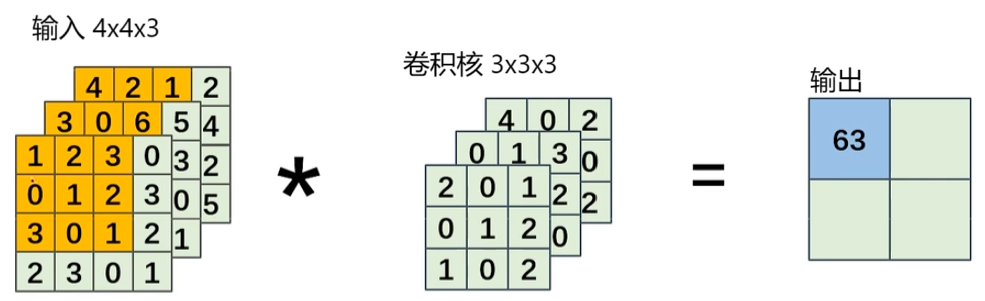 输入 4x4x3
卷积核 3x3x3
输出
4 2 1 2
3 0 6 5 4
1 2 3 0 3 2
0 1 2 3 0 5
3 0 1 2 1
2 3 0 1
*
4 0 2
0 1 3 0
2 0 1 2 2
0 1 2 0
1 0 2
=
63